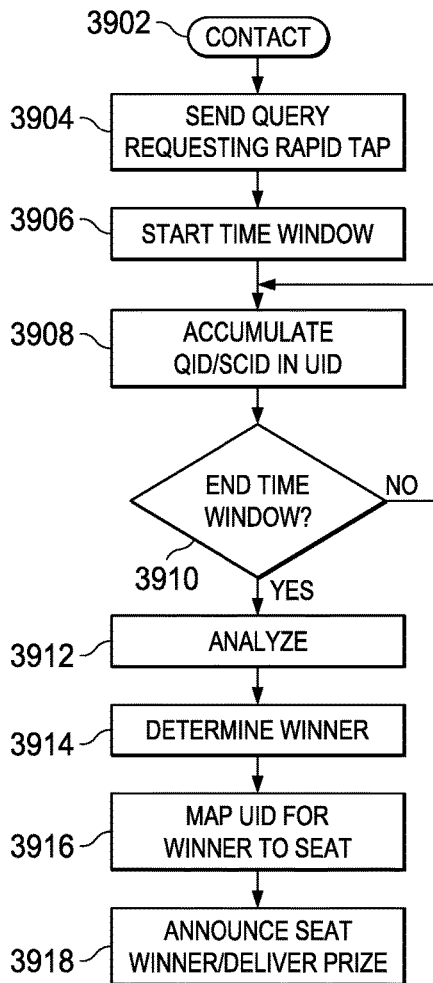 3902
CONTACT
3904
SEND QUERY
REQUESTING RAPID TAP
3906
START TIME WINDOW
3908
ACCUMULATE
QID/SCID IN UID
END TIME
WINDOW?
NO
3910
YES
3912
ANALYZE
3914
DETERMINE WINNER
3916
MAP UID FOR
WINNER TO SEAT
3918
ANNOUNCE SEAT
WINNER/DELIVER PRIZE